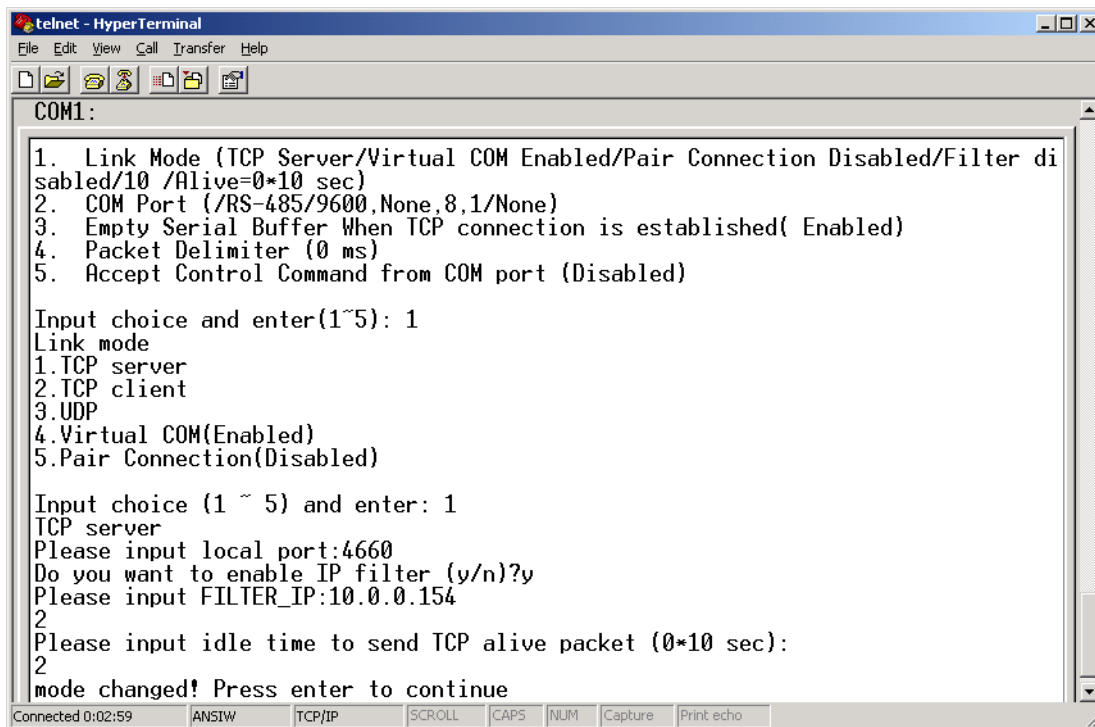 telnet - HyperTerminal
File Edit View Call Transfer Help
COM1:
1.  Link Mode (TCP Server/Virtual COM Enabled/Pair Connection Disabled/Filter di
sabled/10 /Alive=0*10 sec)
2.  COM Port (/RS-485/9600,None,8,1/None)
3.  Empty Serial Buffer When TCP connection is established( Enabled)
4.  Packet Delimiter (0 ms)
5.  Accept Control Command from COM port (Disabled)
Input choice and enter(1~5): 1
Link mode
1.TCP server
2.TCP client
3.UDP
4.Virtual COM(Enabled)
5.Pair Connection(Disabled)
Input choice (1 ~ 5) and enter: 1
TCP server
Please input local port:4660
Do you want to enable IP filter (y/n)?y
Please input FILTER_IP:10.0.0.154
2
Please input idle time to send TCP alive packet (0*10 sec):
2
mode changed! Press enter to continue
Connected 0:02:59 ANSIW TCP/IP SCROLL CAPS NUM Capture Print echo